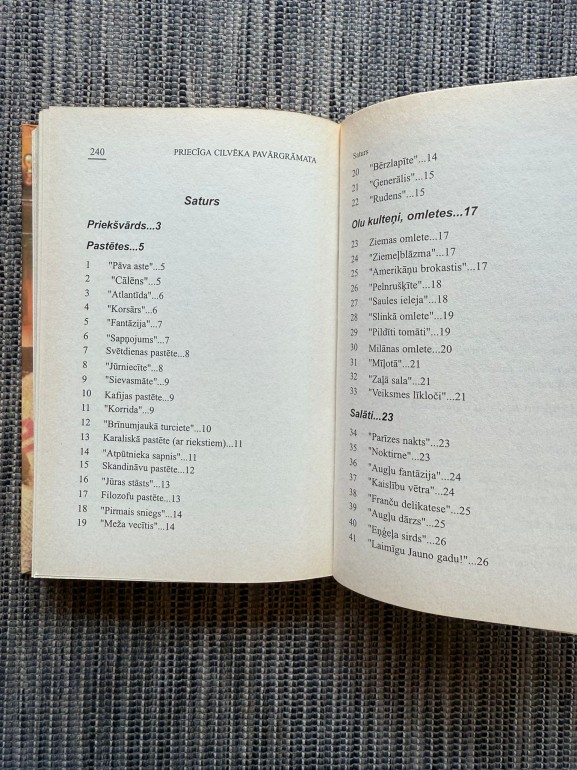 240 PRIECĪGA CILVĒKA PAVĀRGRĀMATA
Saturs
Priekšvārds...3
Pastētes...5
1 "Pāva aste"...5
2 "Cālēns"...5
3 "Atlantīda"...6
4 "Korsārs"...6
5 "Fantāzija"...7
6 "Sapņojums"...7
7 Svētdienas pastēte...8
8 "Jūrniecīte"...8
9 "Sievasmāte"...9
10 Kafijas pastēte...9
11 "Korrida"...9
12 "Brīnumjaukā turciete"...10
13 Karaliskā pastēte (ar riekstiem)...11
14 "Atpūtnieka sapnis"...11
15 Skandināvu pastēte...12
16 "Jūras stāsts"...13
17 Filozofu pastēte...13
18 "Pirmais sniegs"...14
19 "Meža vecītis"...14
Saturs
20 "Bērzlapīte"...14
21 "Ģenerālis"...15
22 "Rudens"...15
Olu kulteņi, omletes...17
23 Ziemas omlete...17
24 "Ziemeļblāzma"...17
25 "Amerikāņu brokastis"...17
26 "Pelnrušķīte"...18
27 "Saules ieleja"...18
28 "Slinkā omlete"...19
29 "Pildīti tomāti"...19
30 Milānas omlete...20
31 "Mīļotā"...21
32 "Zaļā sala"...21
33 "Veiksmes līkloči"...21
Salāti...23
34 "Parīzes nakts"...23
35 "Noktirne"...23
36 "Augļu fantāzija"...24
37 "Kaislību vētra"...24
38 "Franču delikatese"...25
39 "Augļu dārzs"...25
40 "Eņģeļa sirds"...26
41 "Laimīgu Jauno gadu!"...26